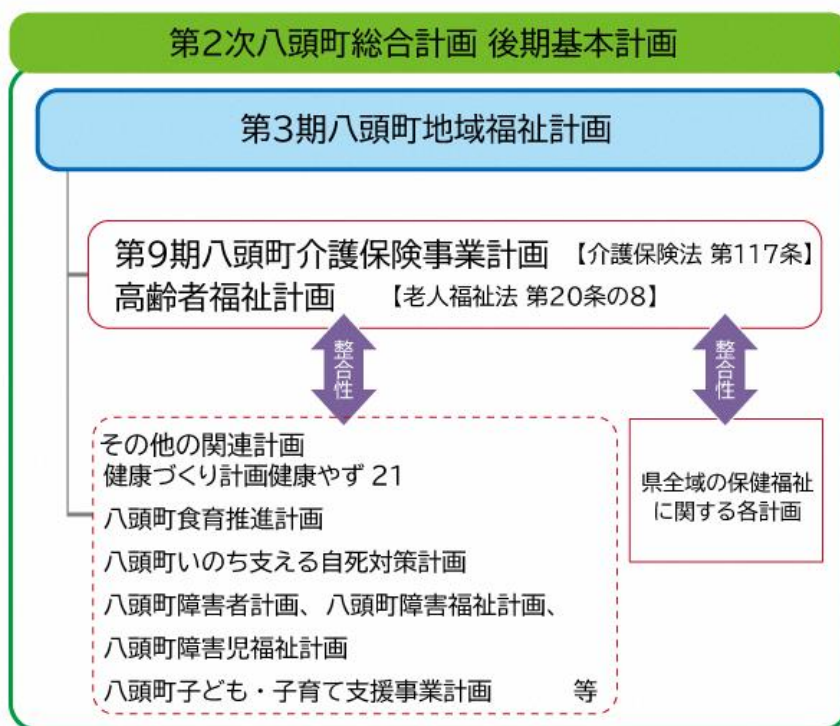 第2次八頭町総合計画 後期基本計画
第3期八頭町地域福祉計画
第9期八頭町介護保険事業計画 【介護保険法 第117条】
高齢者福祉計画 【老人福祉法 第20条の8】
整合性
整合性
その他の関連計画
健康づくり計画健康やず 21
八頭町食育推進計画
八頭町いのち支える自死対策計画
八頭町障害者計画、八頭町障害福祉計画、
八頭町障害児福祉計画
八頭町子ども・子育て支援事業計画 等
県全域の保健福祉
に関する各計画